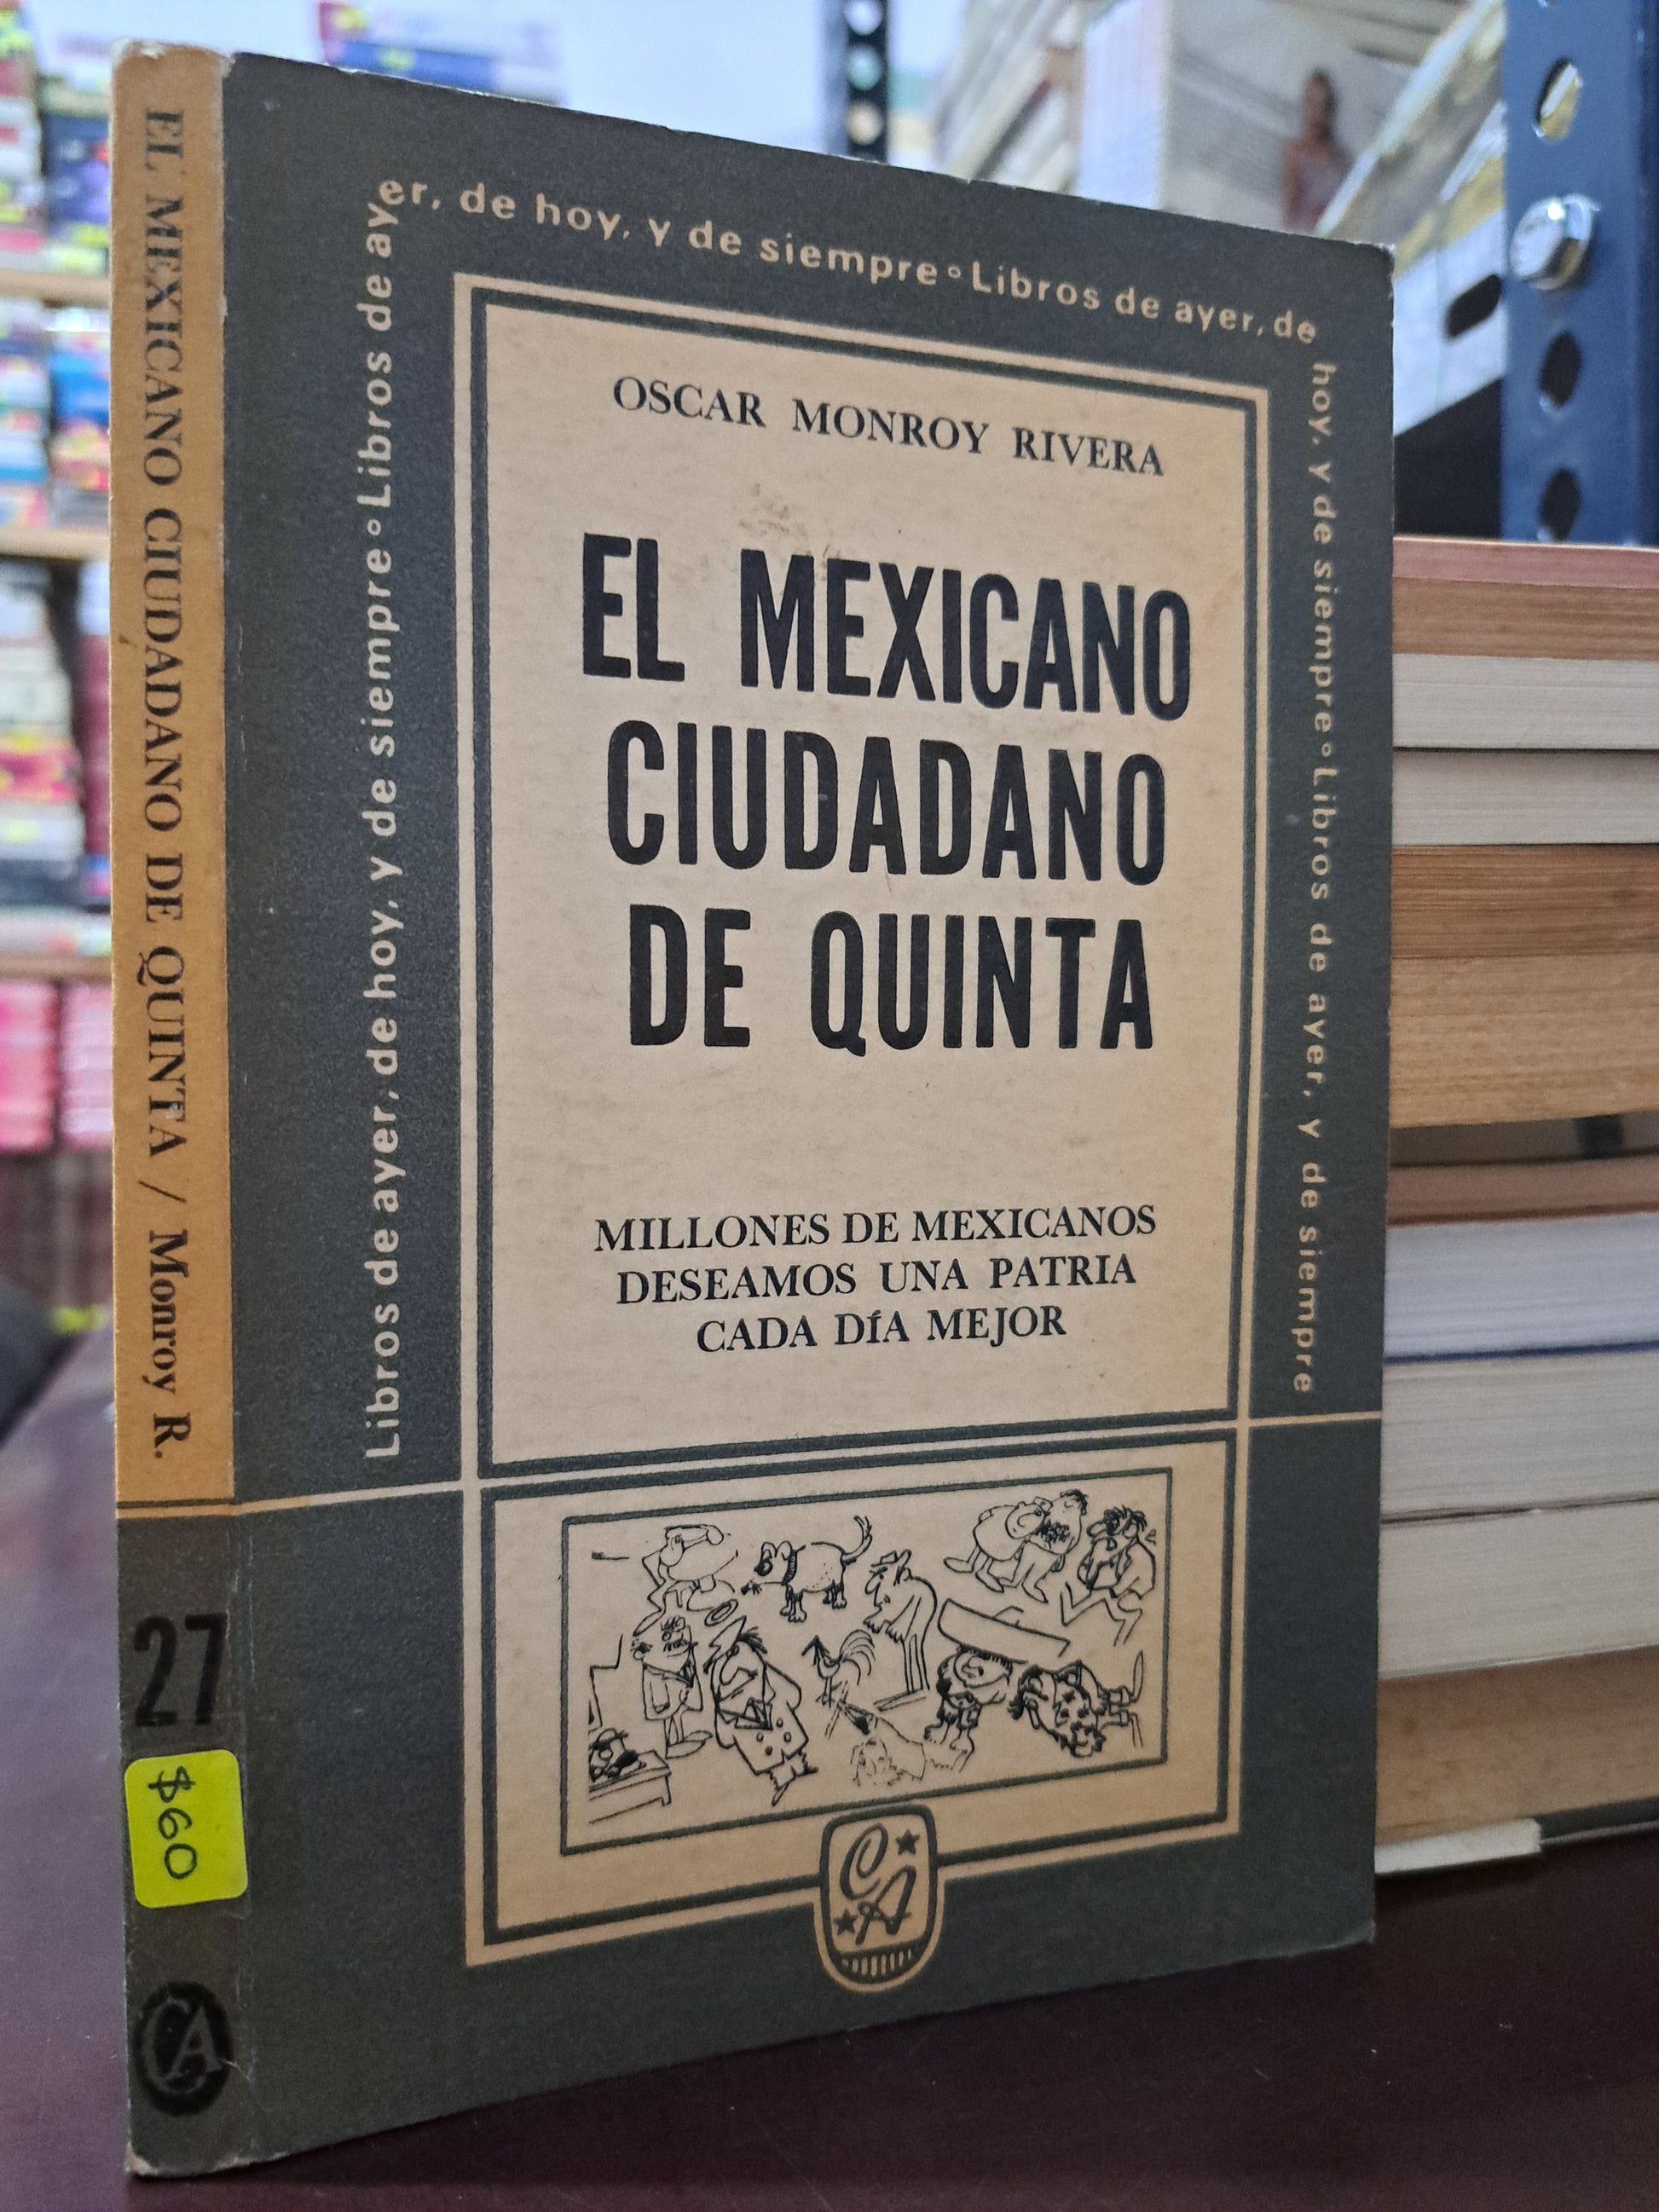 EL MEXICANO CIUDADANO DE QUINTA / Monroy R.
27
$60
CA
Libros de ayer, de hoy, y de siempre ° Libros de ayer, de hoy, y de siempre ° Libros de ayer, de hoy, y de siempre ° Libros de ayer, y de siempre
OSCAR MONROY RIVERA
EL MEXICANO
CIUDADANO
DE QUINTA
MILLONES DE MEXICANOS
DESEAMOS UNA PATRIA
CADA DÍA MEJOR
CA